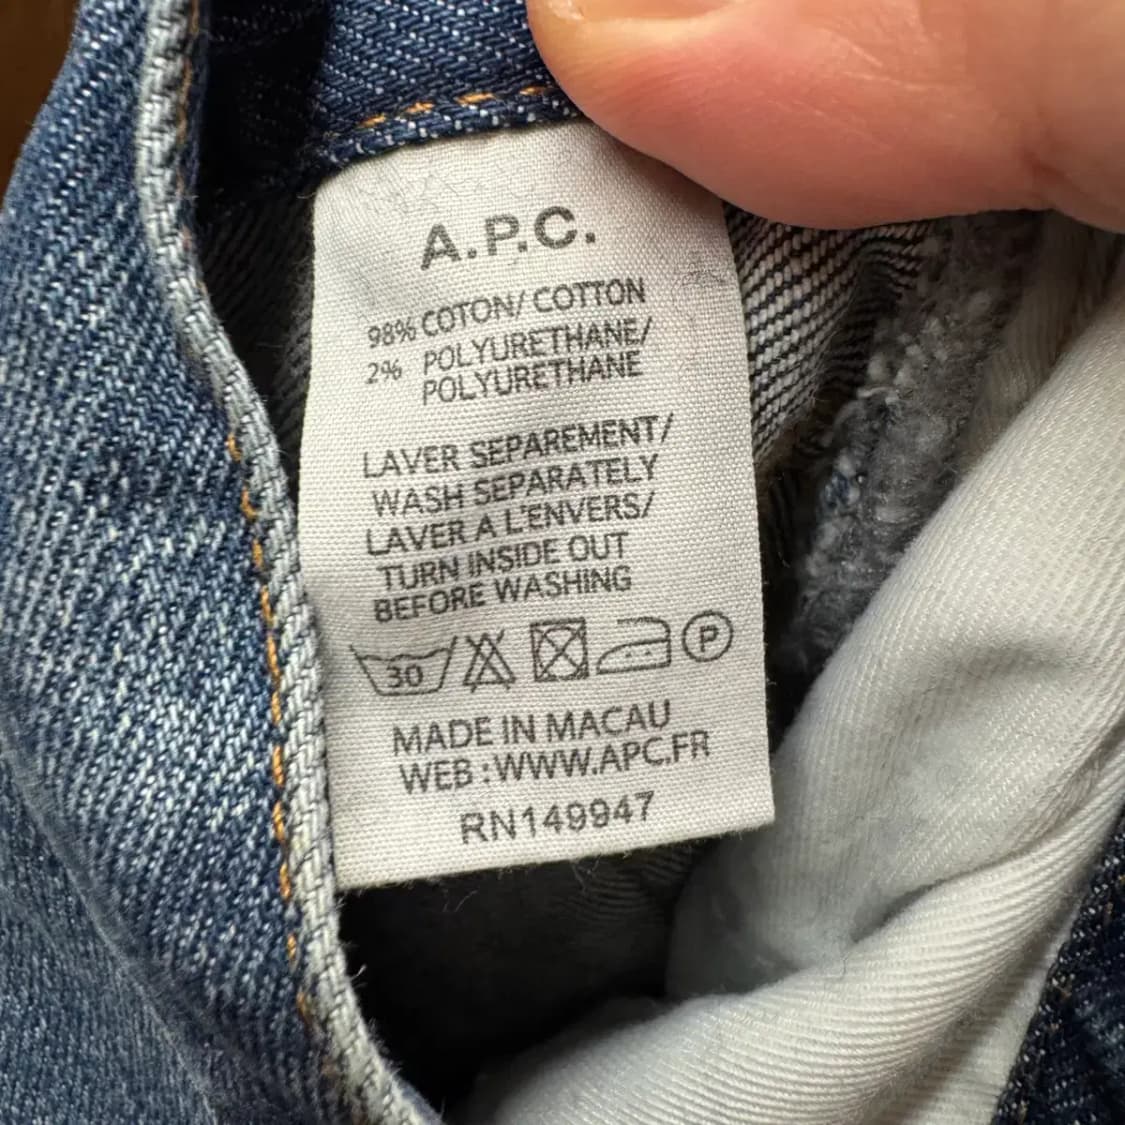 A.P.C.
98% COTON/ COTTON
2% POLYURETHANE/
POLYURETHANE
LAVER SEPAREMENT/
WASH SEPARATELY
LAVER A L'ENVERS/
TURN INSIDE OUT
BEFORE WASHING
30 P
MADE IN MACAU
WEB :WWW.APC.FR
RN149947